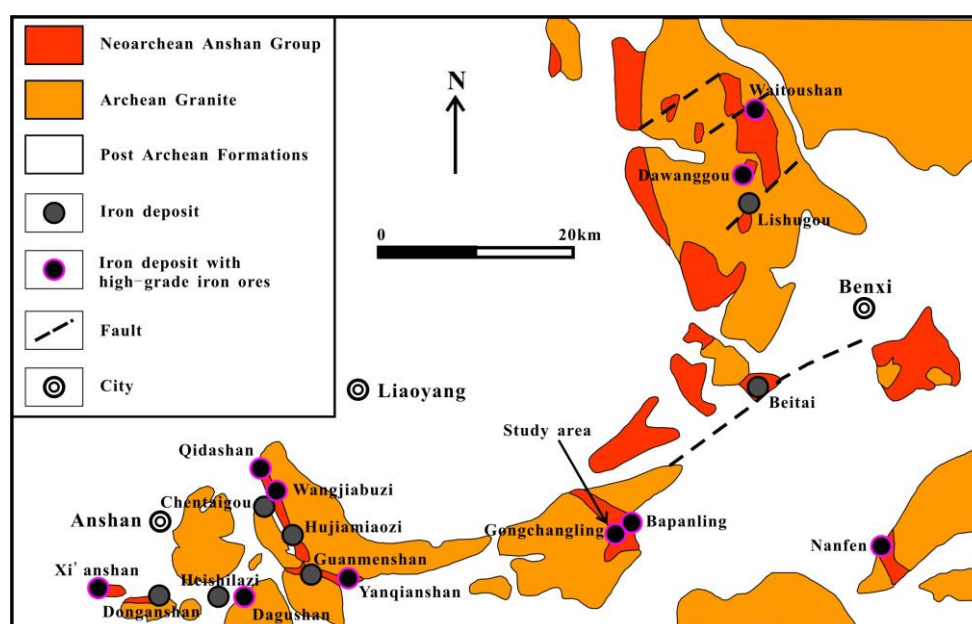 Neoarchean Anshan Group
Archean Granite
Post Archean Formations
Iron deposit
Iron deposit with
high-grade iron ores
Fault
City
N
0 20km
Waitoushan
Dawanggou
Lishugou
Benxi
Liaoyang
Beitai
Study area
Qidashan
Wangjiabuzi
Chentaigou
Anshan
Hujiamiaozi
Gongchangling
Bapanling
Guanmenshan
Nanfen
Xi' anshan
Heishilazi
Yanqianshan
Donganshan
Dagushan